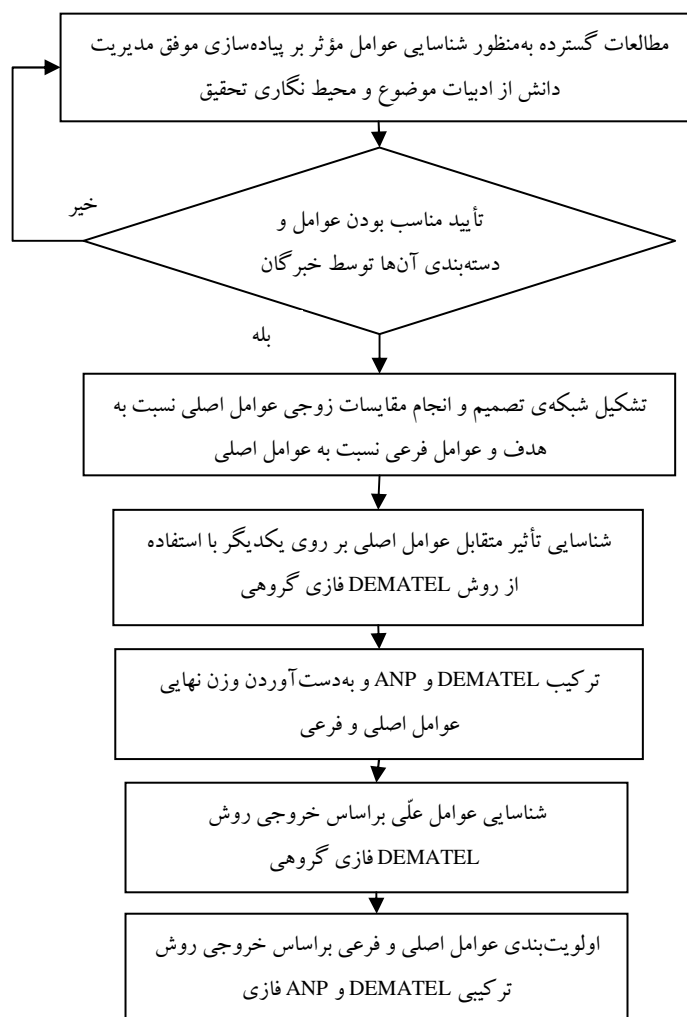 مطالعات گسترده به‌منظور شناسایی عوامل مؤثر بر پیاده‌سازی موفق مدیریت
دانش از ادبیات موضوع و محیط نگاری تحقیق
خیر
تأیید مناسب بودن عوامل و
دسته‌بندی آن‌ها توسط خبرگان
بله
تشکیل شبکه‌ی تصمیم و انجام مقایسات زوجی عوامل اصلی نسبت به
هدف و عوامل فرعی نسبت به عوامل اصلی
شناسایی تأثیر متقابل عوامل اصلی بر روی یکدیگر با استفاده
از روش DEMATEL فازی گروهی
ترکیب DEMATEL و ANP و به‌دست‌آوردن وزن نهایی
عوامل اصلی و فرعی
شناسایی عوامل علّی براساس خروجی روش
DEMATEL فازی گروهی
اولویت‌بندی عوامل اصلی و فرعی براساس خروجی روش
ترکیبی DEMATEL و ANP فازی